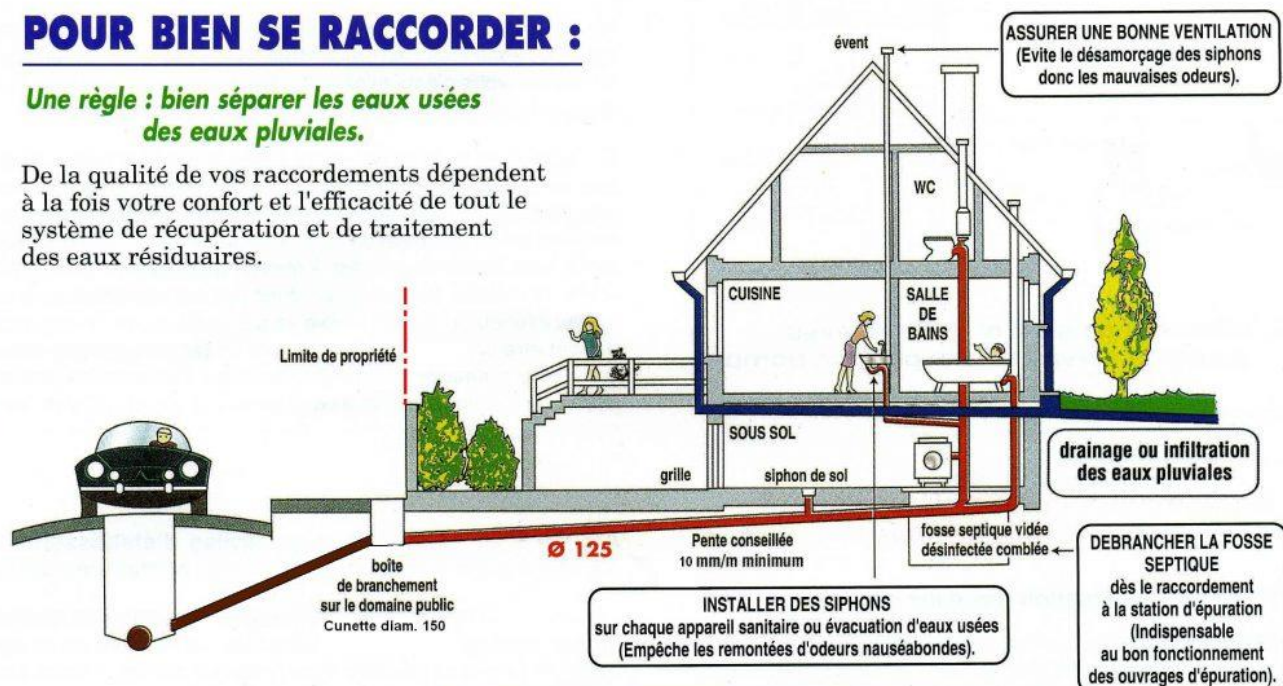 POUR BIEN SE RACCORDER :
Une règle : bien séparer les eaux usées
des eaux pluviales.
De la qualité de vos raccordements dépendent
à la fois votre confort et l'efficacité de tout le
système de récupération et de traitement
des eaux résiduaires.
évent
ASSURER UNE BONNE VENTILATION
(Evite le désamorçage des siphons
donc les mauvaises odeurs).
WC
CUISINE
SALLE
DE
BAINS
Limite de propriété
SOUS SOL
grille
siphon de sol
drainage ou infiltration
des eaux pluviales
Ø 125
Pente conseillée
10 mm/m minimum
fosse septique vidée
désinfectée comblée
boîte
de branchement
sur le domaine public
Cunette diam. 150
INSTALLER DES SIPHONS
sur chaque appareil sanitaire ou évacuation d'eaux usées
(Empêche les remontées d'odeurs nauséabondes).
DEBRANCHER LA FOSSE
SEPTIQUE
dès le raccordement
à la station d'épuration
(Indispensable
au bon fonctionnement
des ouvrages d'épuration).